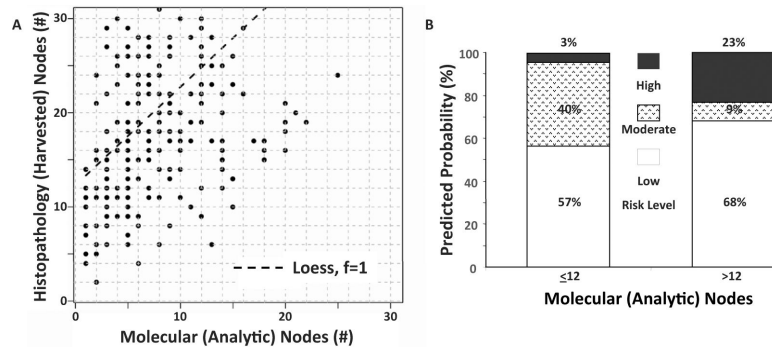 A
Histopathology (Harvested) Nodes (#)
30
20
10
0
0
10
20
30
Loess, f=1
Molecular (Analytic) Nodes (#)
B
Predicted Probability (%)
100
80
60
40
20
0
3%
40%
57%
High
Moderate
Low
Risk Level
23%
9%
68%
≤12
>12
Molecular (Analytic) Nodes